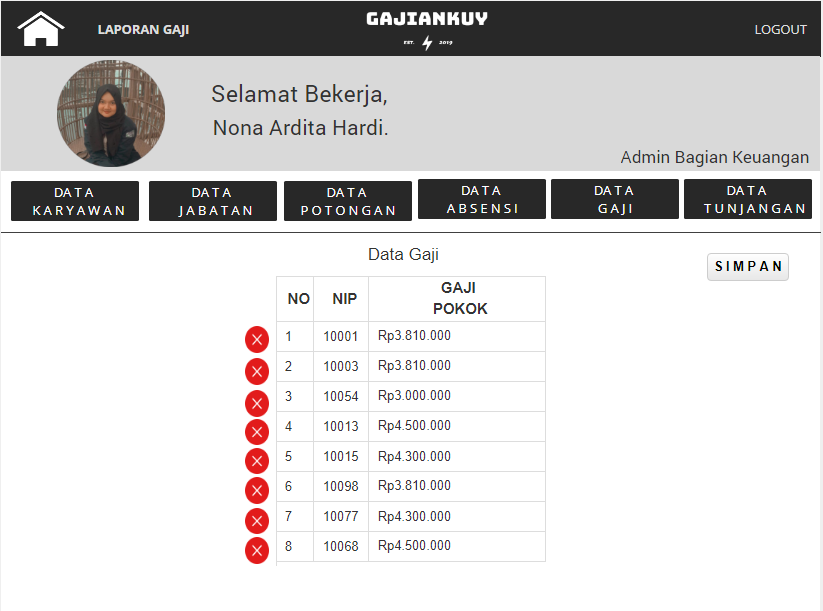 LAPORAN GAJI
GAJIANKUY
EST. 2019
LOGOUT
Selamat Bekerja,
Nona Ardita Hardi.
Admin Bagian Keuangan
DATA KARYAWAN
DATA JABATAN
DATA POTONGAN
DATA ABSENSI
DATA GAJI
DATA TUNJANGAN
Data Gaji
SIMPAN
NO NIP GAJI POKOK
1 10001 Rp3.810.000
2 10003 Rp3.810.000
3 10054 Rp3.000.000
4 10013 Rp4.500.000
5 10015 Rp4.300.000
6 10098 Rp3.810.000
7 10077 Rp4.300.000
8 10068 Rp4.500.000